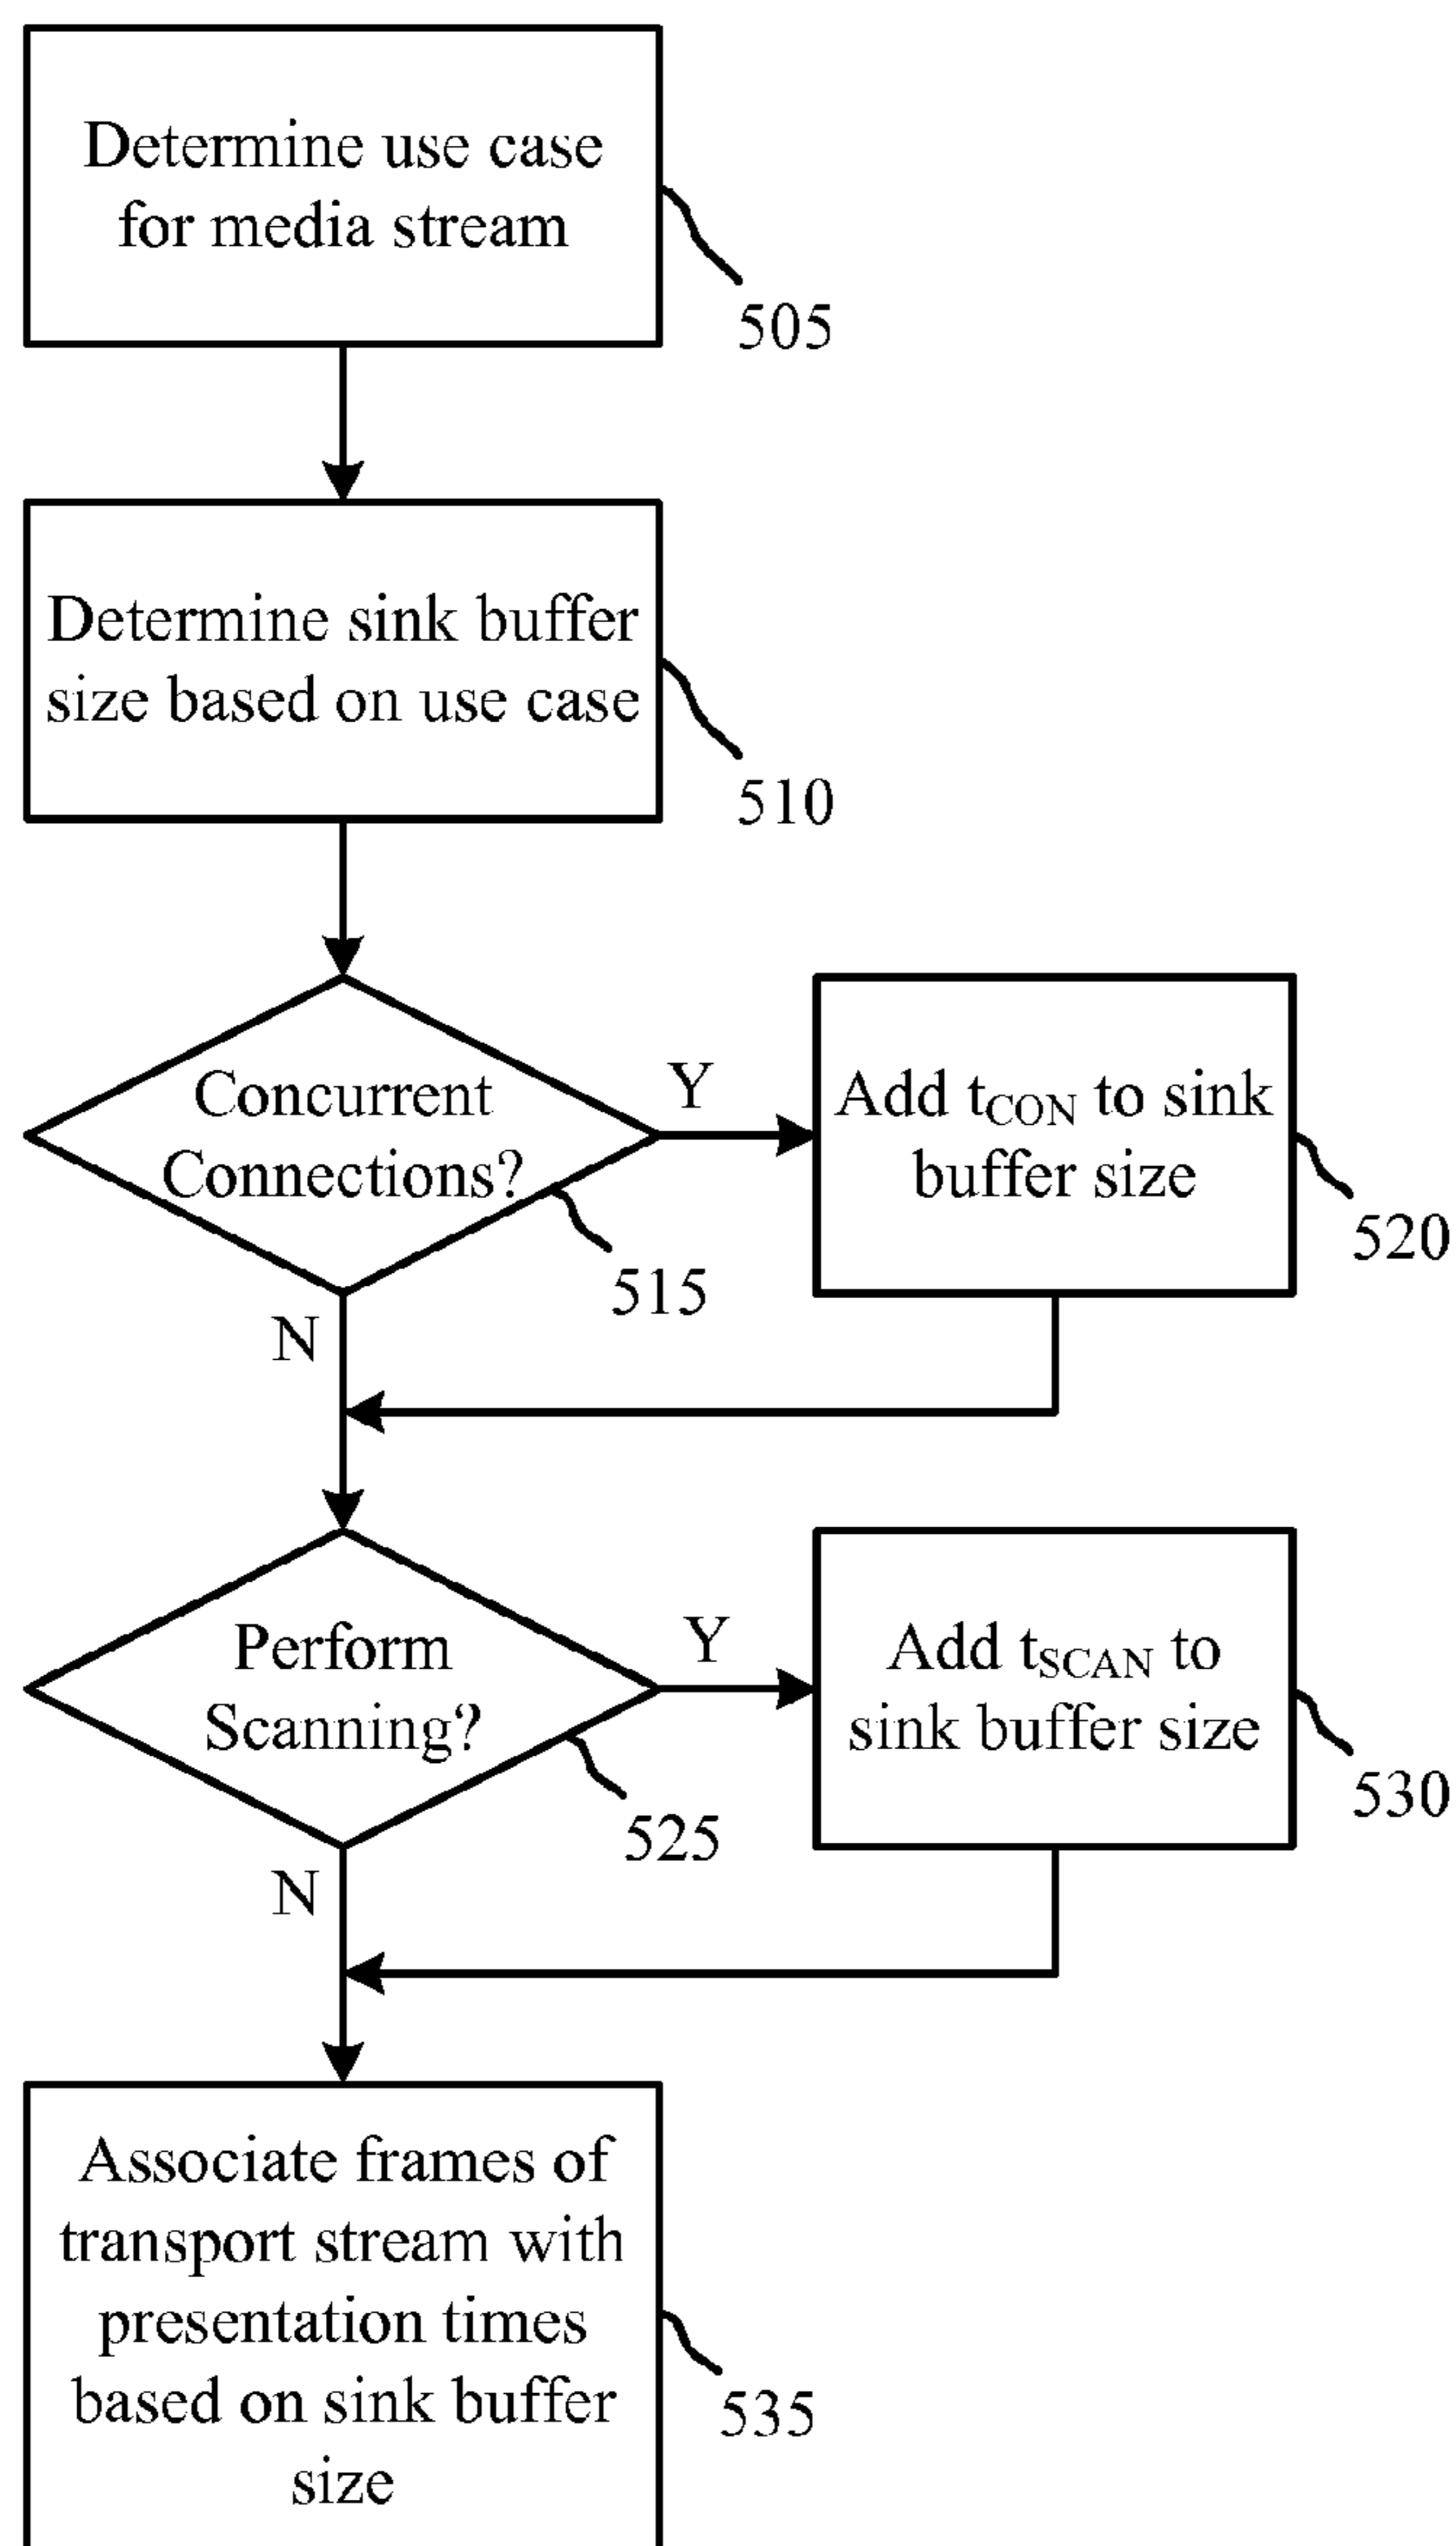 Determine use case
for media stream
505
Determine sink buffer
size based on use case
510
Concurrent
Connections?
515
Y
N
Add tCON to sink
buffer size
520
Perform
Scanning?
525
Y
N
Add tSCAN to
sink buffer size
530
Associate frames of
transport stream with
presentation times
based on sink buffer
size
535